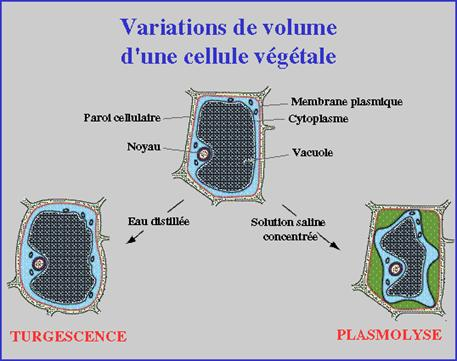 Variations de volume
d'une cellule végétale
Membrane plasmique
Paroi cellulaire
Cytoplasme
Noyau
Vacuole
Eau distillée
Solution saline
concentrée
TURGESCENCE
PLASMOLYSE